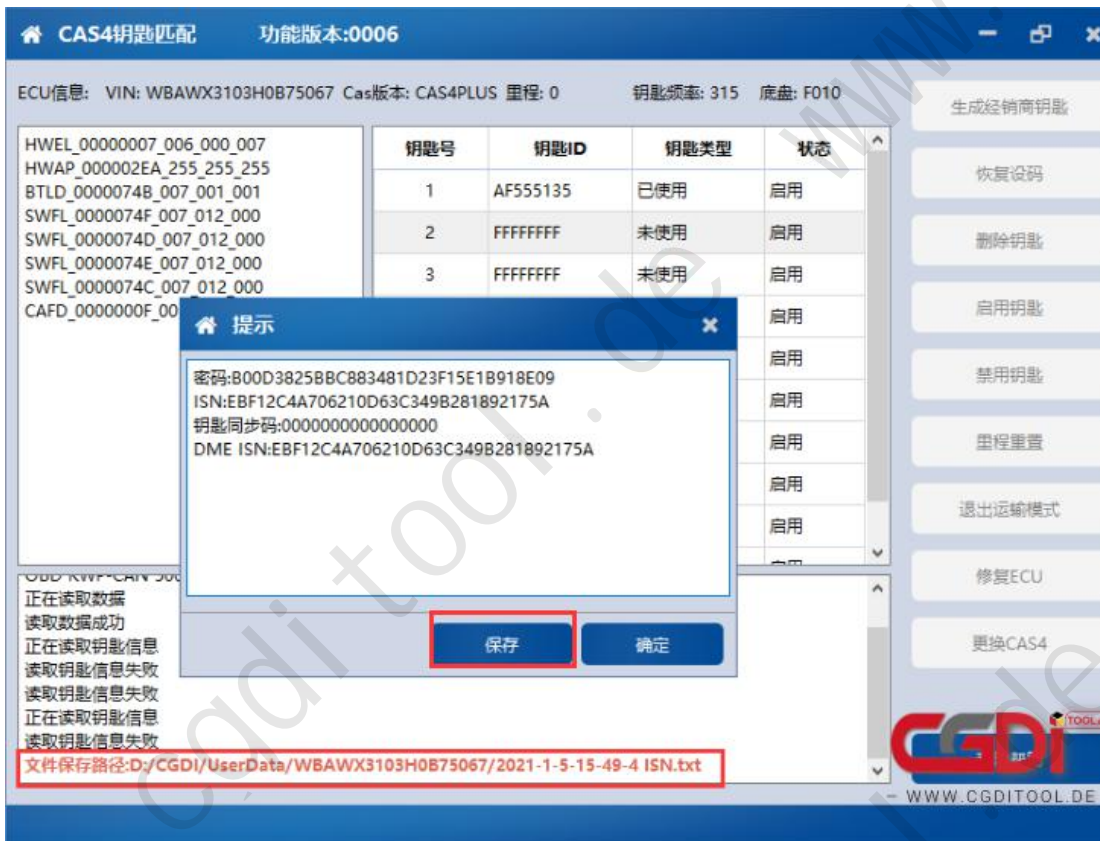 CAS4钥匙匹配 功能版本:0006
ECU信息: VIN: WBAWX3103H0B75067 Cas版本: CAS4PLUS 里程: 0 钥匙频率: 315 底盘: F010
HWEL_00000007_006_000_007
HWAP_000002EA_255_255_255
BTLD_0000074B_007_001_001
SWFL_0000074F_007_012_000
SWFL_0000074D_007_012_000
SWFL_0000074E_007_012_000
SWFL_0000074C_007_012_000
CAFD_0000000F_00
钥匙号 钥匙ID 钥匙类型 状态
1 AF555135 已使用 启用
2 FFFFFFFF 未使用 启用
3 FFFFFFFF 未使用 启用
启用
启用
启用
启用
启用
启用
提示
密码:B00D3825BBC883481D23F15E1B918E09
ISN:EBF12C4A706210D63C349B281892175A
钥匙同步码:0000000000000000
DME ISN:EBF12C4A706210D63C349B281892175A
保存 确定
正在读取数据
读取数据成功
正在读取钥匙信息
读取钥匙信息失败
读取钥匙信息失败
正在读取钥匙信息
读取钥匙信息失败
文件保存路径:D:/CGDI/UserData/WBAWX3103H0B75067/2021-1-5-15-49-4 ISN.txt
生成经销商钥匙
恢复设码
删除钥匙
启用钥匙
禁用钥匙
里程重置
退出运输模式
修复ECU
更换CAS4
CGDI
WWW.CGDITOOL.DE
cgditool.de
www.